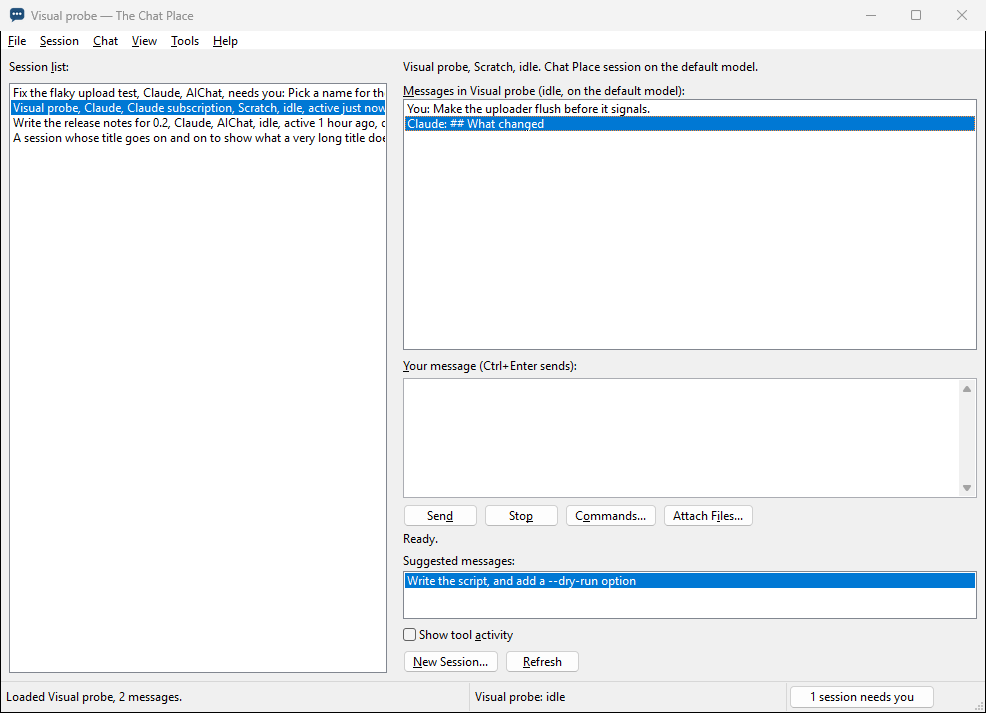 Visual probe — The Chat Place
File Session Chat View Tools Help
Session list:
Fix the flaky upload test, Claude, AIChat, needs you: Pick a name for th
Visual probe, Claude, Claude subscription, Scratch, idle, active just now
Write the release notes for 0.2, Claude, AIChat, idle, active 1 hour ago, c
A session whose title goes on and on to show what a very long title doe
Visual probe, Scratch, idle. Chat Place session on the default model.
Messages in Visual probe (idle, on the default model):
You: Make the uploader flush before it signals.
Claude: ## What changed
Your message (Ctrl+Enter sends):
Send Stop Commands... Attach Files...
Ready.
Suggested messages:
Write the script, and add a --dry-run option
Show tool activity
New Session... Refresh
Loaded Visual probe, 2 messages. Visual probe: idle 1 session needs you